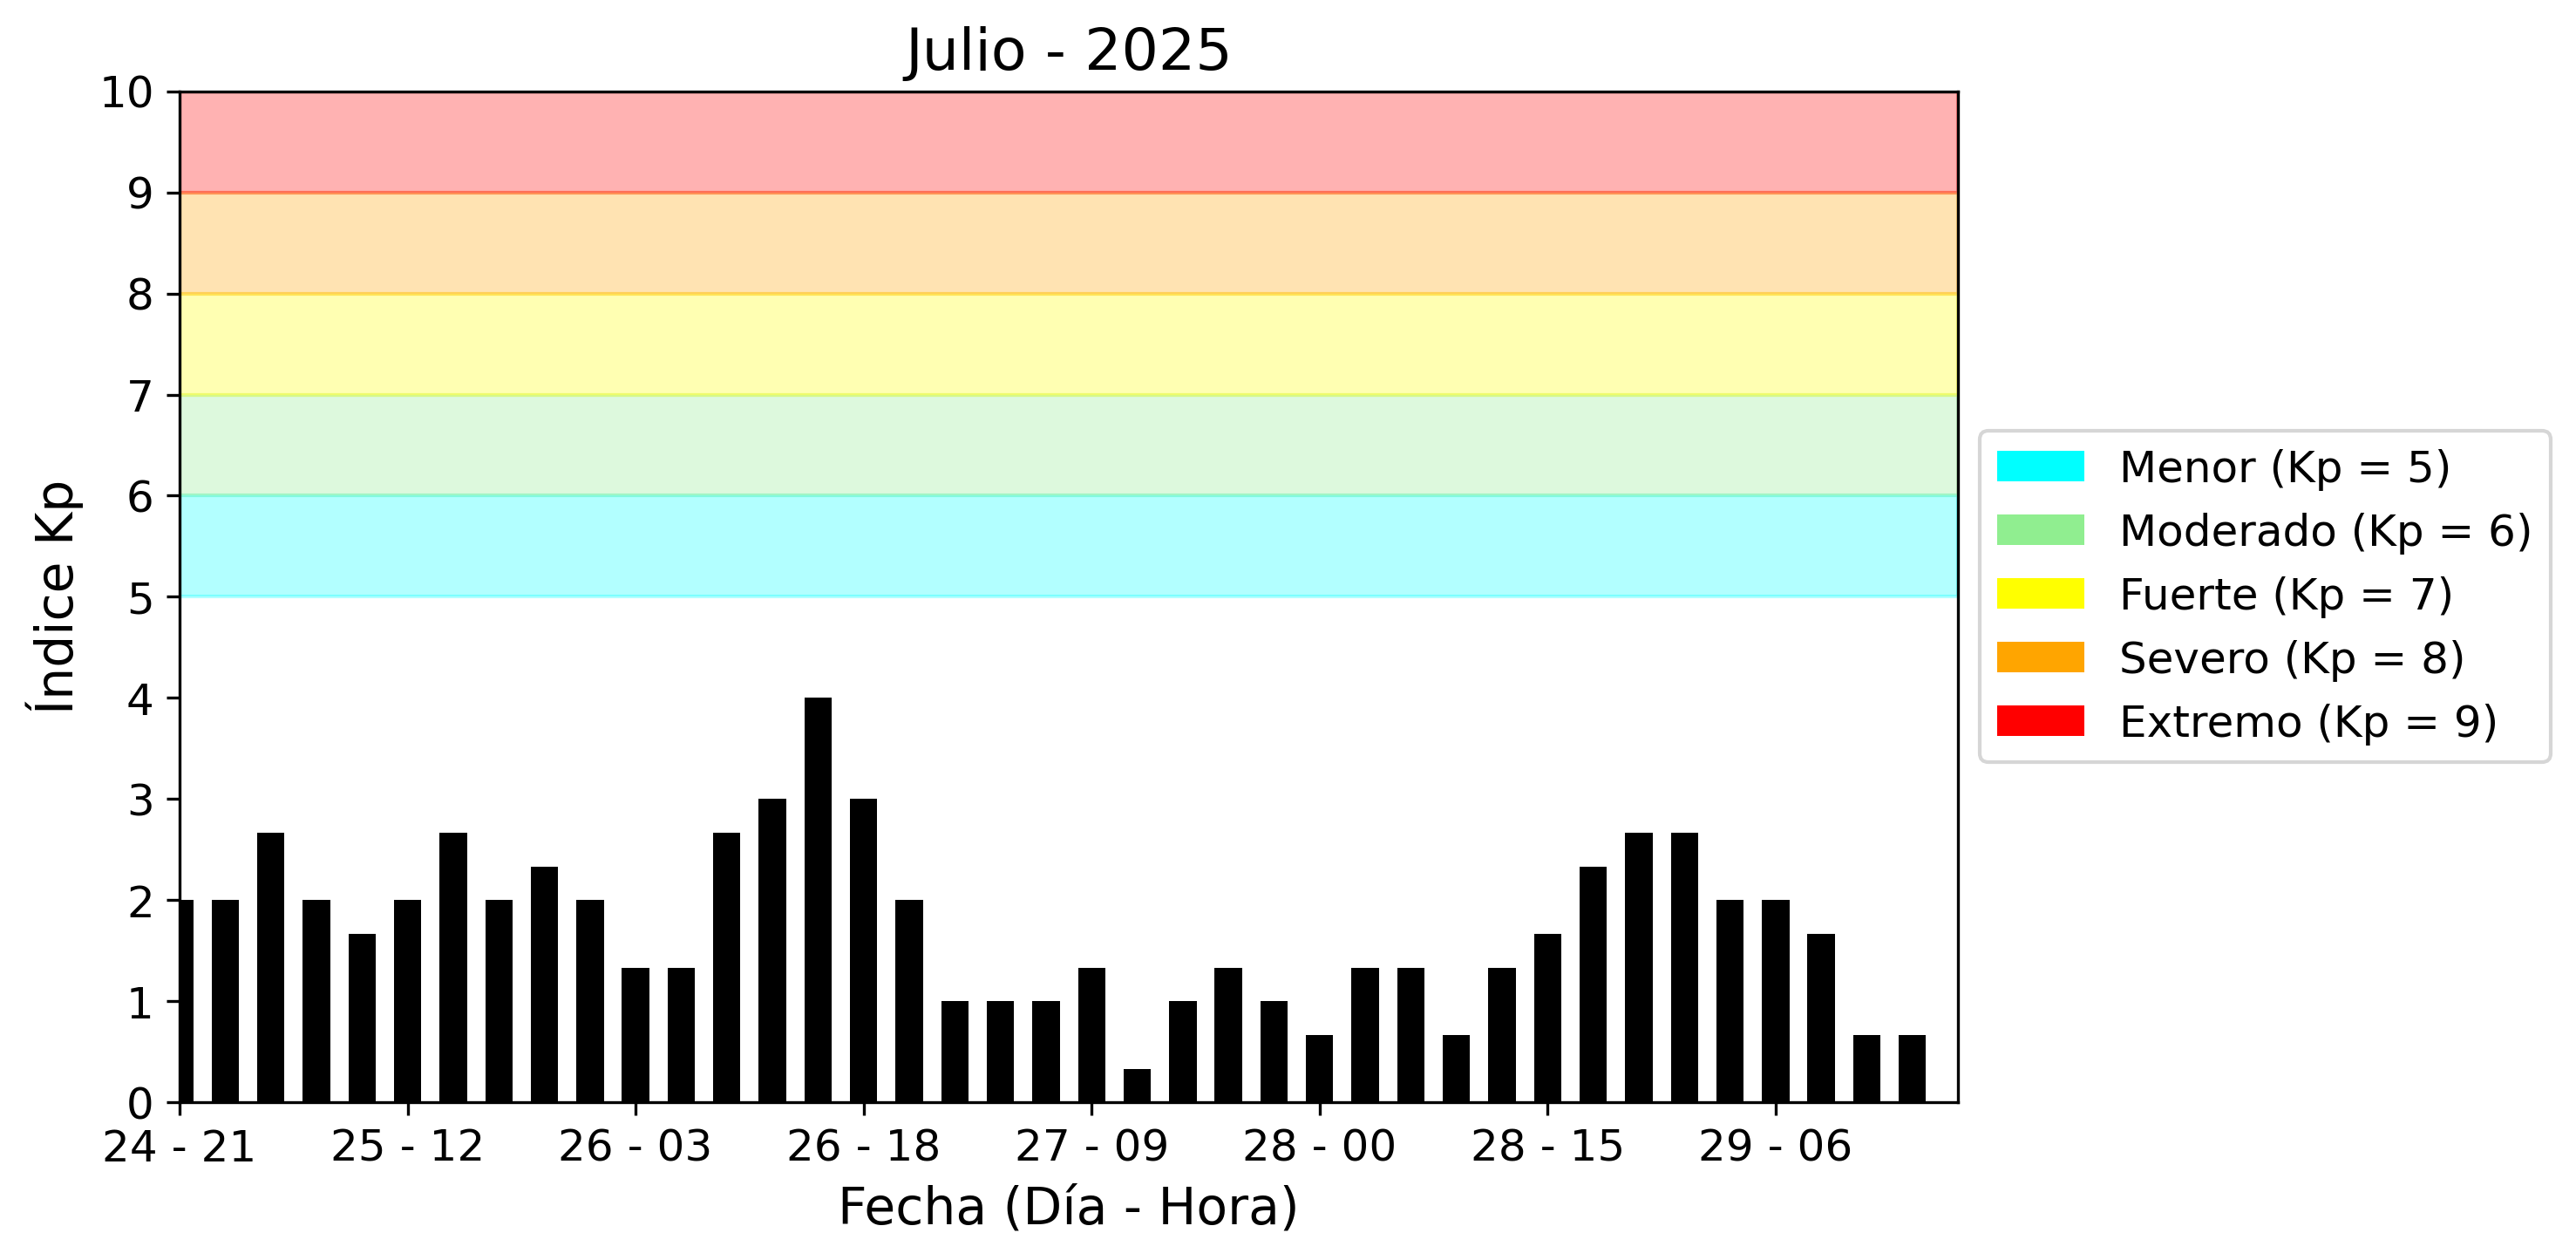 Julio - 2025
Índice Kp
10
9
8
7
6
5
4
3
2
1
0
24 - 21
25 - 12
26 - 03
26 - 18
27 - 09
28 - 00
28 - 15
29 - 06
Fecha (Día - Hora)
Menor (Kp = 5)
Moderado (Kp = 6)
Fuerte (Kp = 7)
Severo (Kp = 8)
Extremo (Kp = 9)